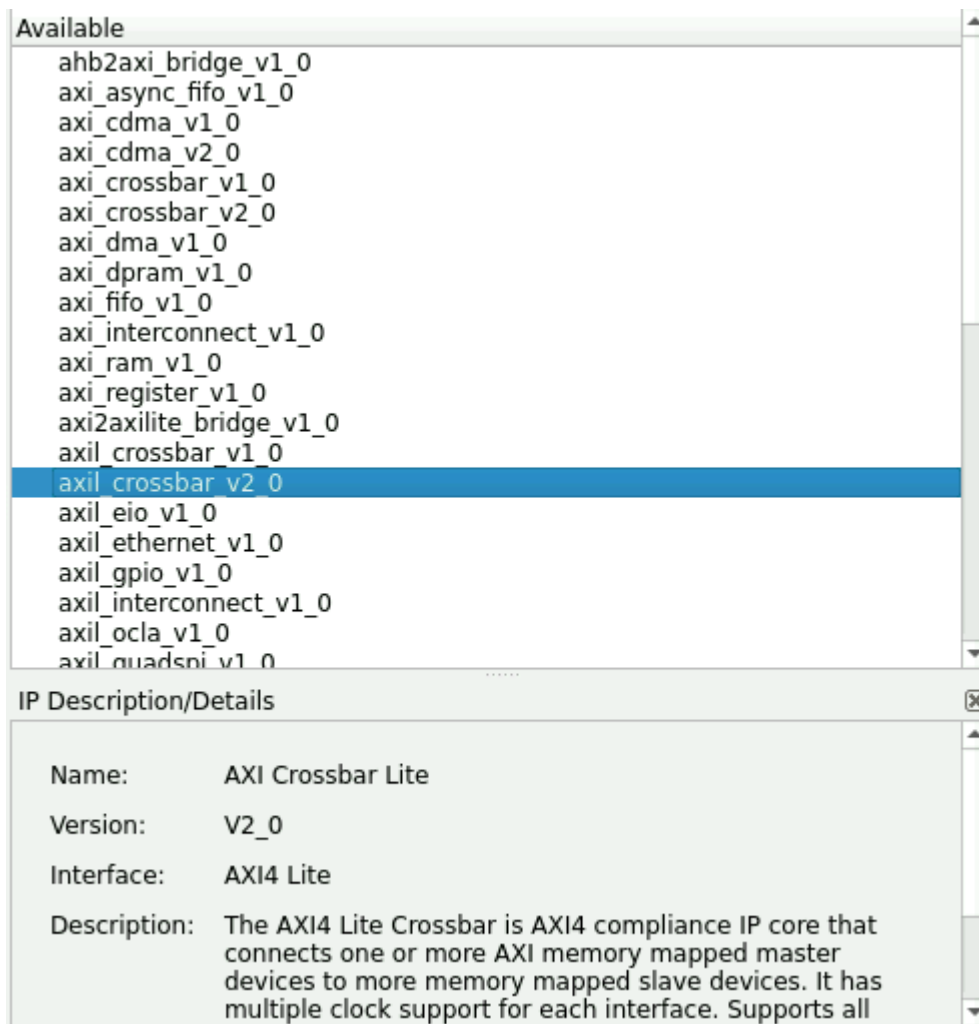 Available
ahb2axi_bridge_v1_0
axi_async_fifo_v1_0
axi_cdma_v1_0
axi_cdma_v2_0
axi_crossbar_v1_0
axi_crossbar_v2_0
axi_dma_v1_0
axi_dpram_v1_0
axi_fifo_v1_0
axi_interconnect_v1_0
axi_ram_v1_0
axi_register_v1_0
axi2axilite_bridge_v1_0
axil_crossbar_v1_0
axil_crossbar_v2_0
axil_eio_v1_0
axil_ethernet_v1_0
axil_gpio_v1_0
axil_interconnect_v1_0
axil_ocla_v1_0
axil_quadspi_v1_0
IP Description/Details
Name: AXI Crossbar Lite
Version: V2_0
Interface: AXI4 Lite
Description: The AXI4 Lite Crossbar is AXI4 compliance IP core that
connects one or more AXI memory mapped master
devices to more memory mapped slave devices. It has
multiple clock support for each interface. Supports all